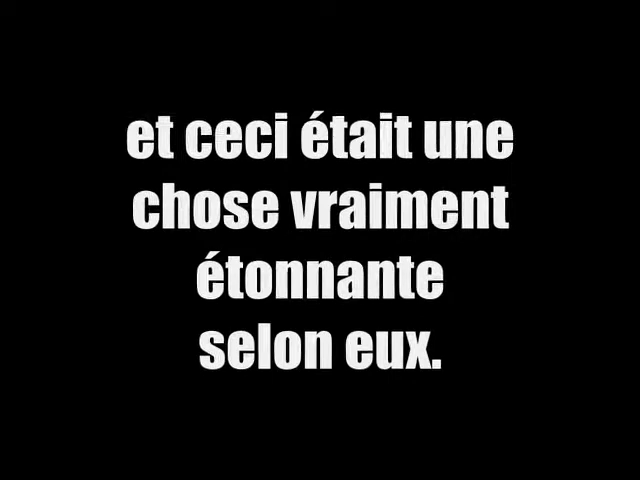 et ceci était une
chose vraiment
étonnante
selon eux.